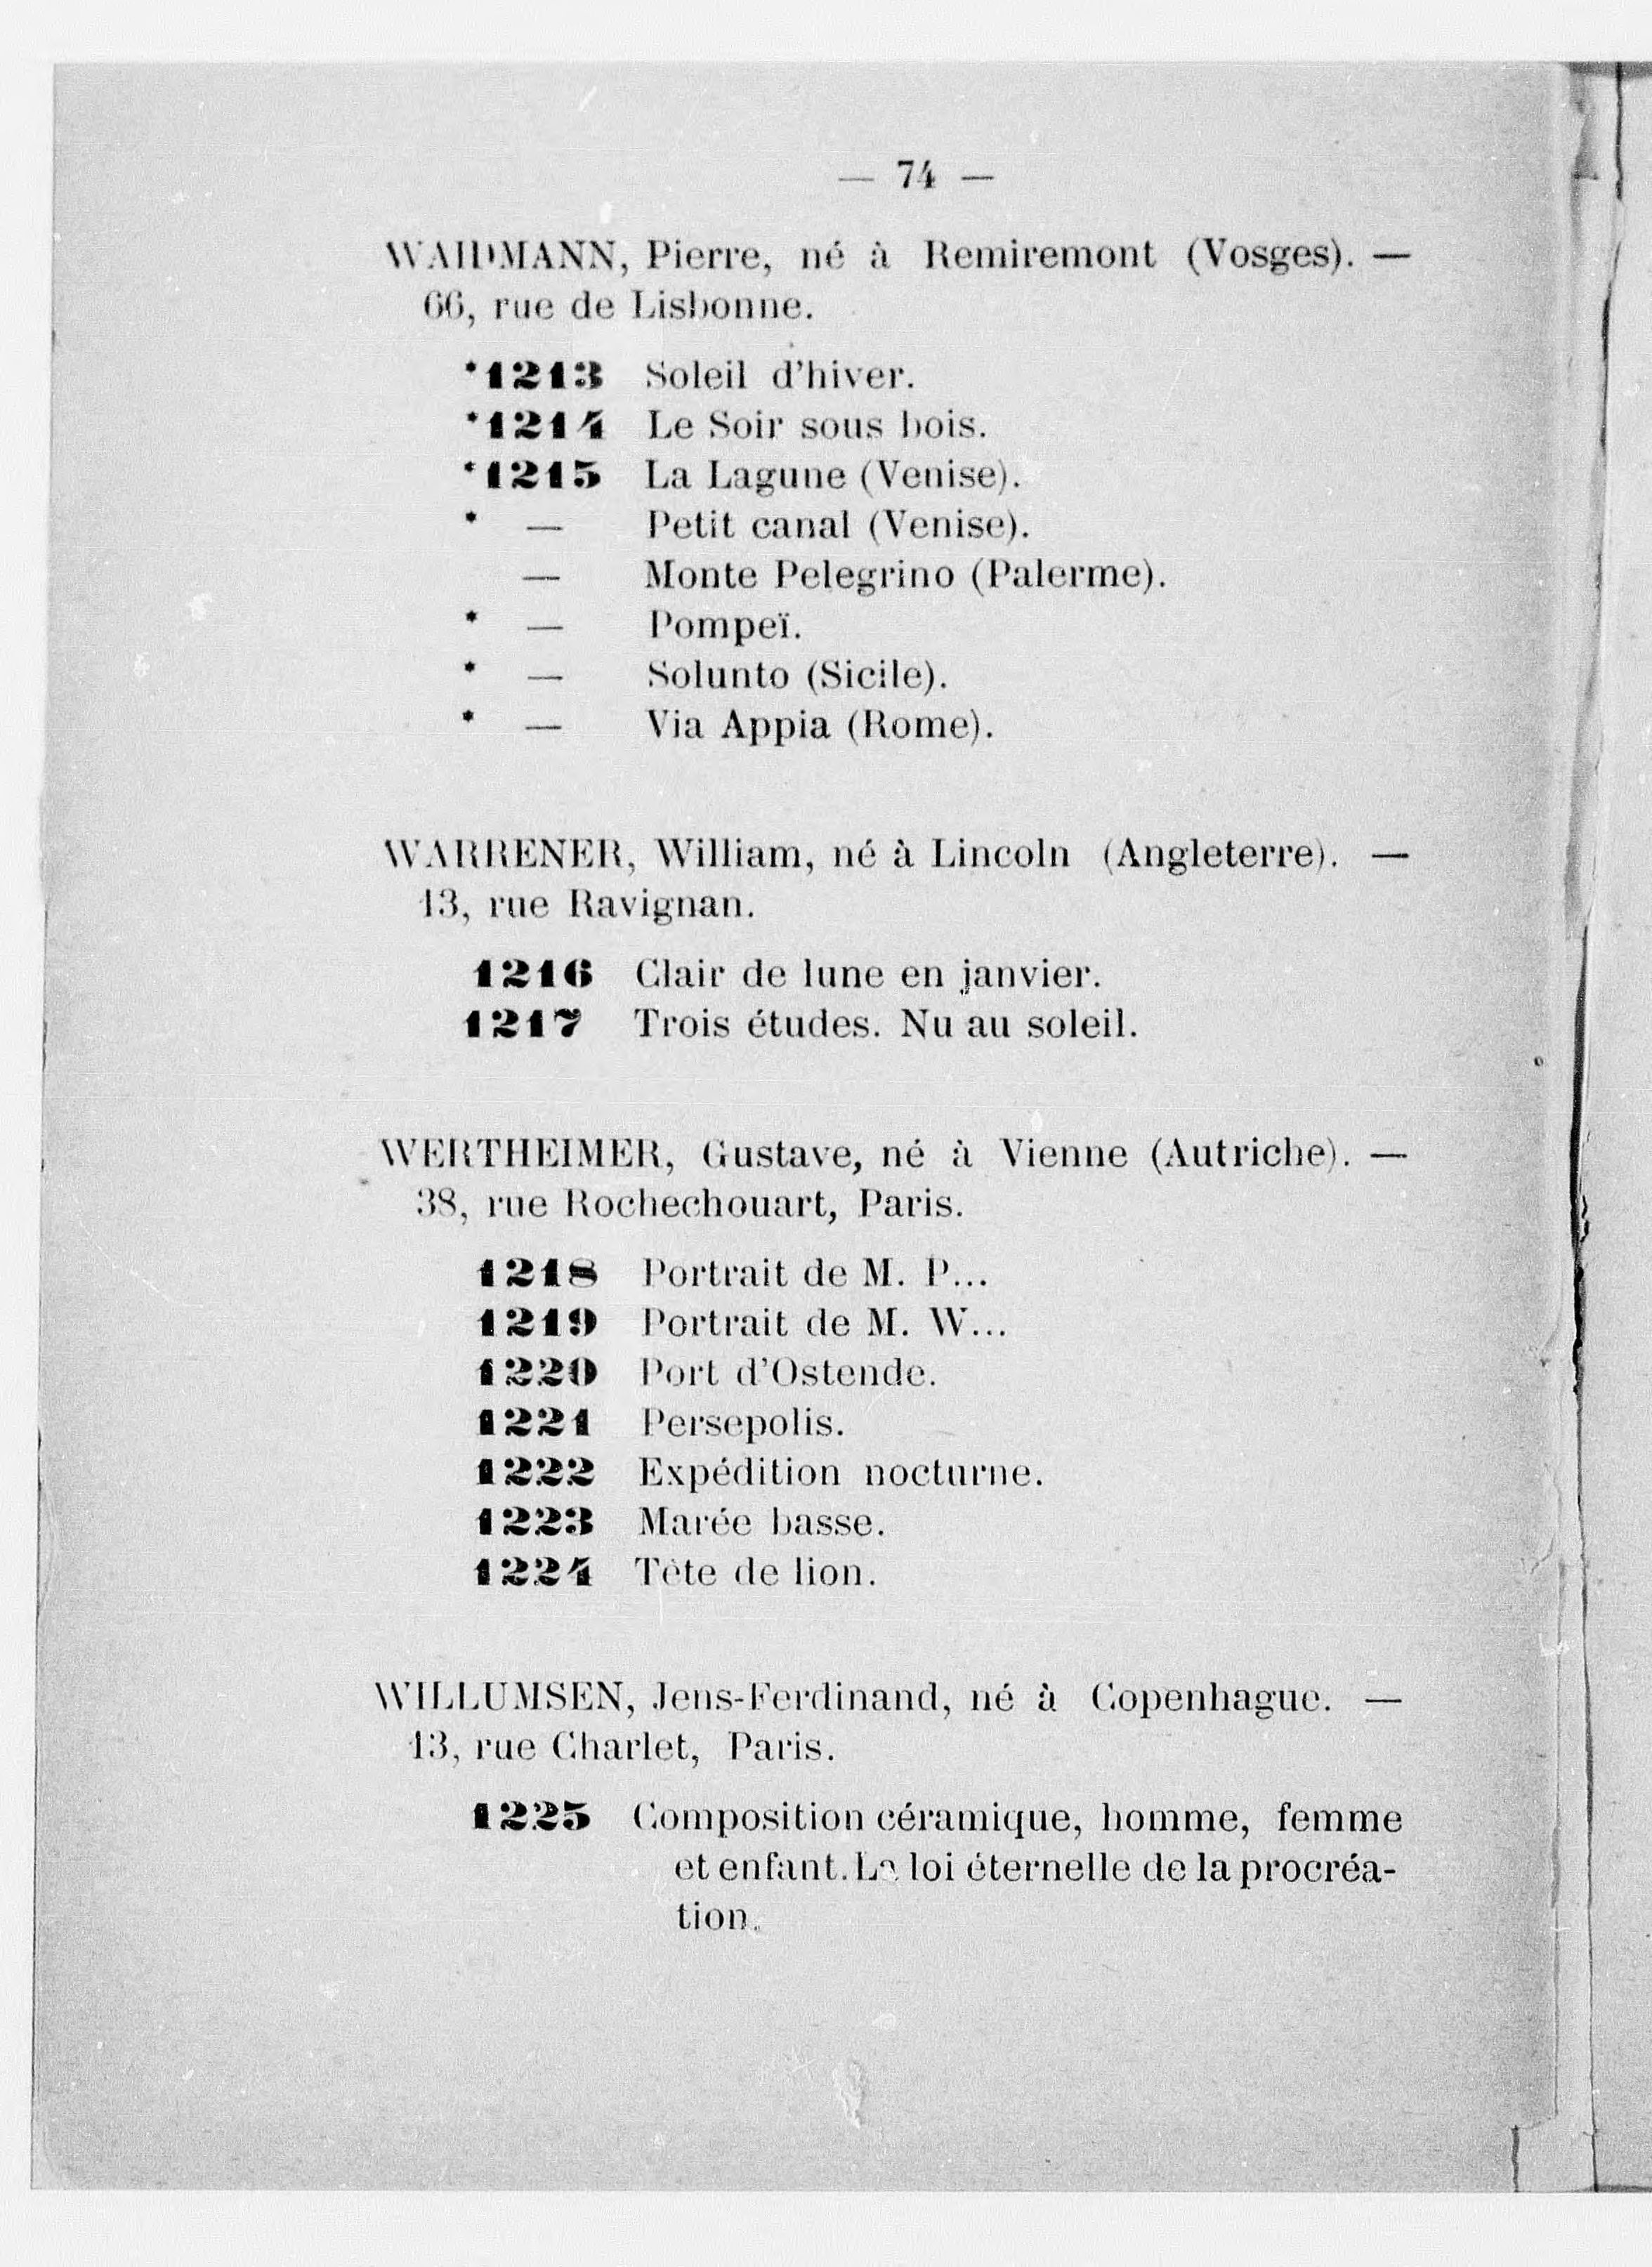 — 74 —
WAIDMANN, Pierre, né à Remiremont (Vosges). —
66, rue de Lisbonne.
*1213 Soleil d'hiver.
*1214 Le Soir sous bois.
*1215 La Lagune (Venise).
* — Petit canal (Venise).
— Monte Pelegrino (Palerme).
* — Pompeï.
* — Solunto (Sicile).
* — Via Appia (Rome).
WARRENER, William, né à Lincoln (Angleterre). —
13, rue Ravignan.
1216 Clair de lune en janvier.
1217 Trois études. Nu au soleil.
WERTHEIMER, Gustave, né à Vienne (Autriche). —
38, rue Rochechouart, Paris.
1218 Portrait de M. P...
1219 Portrait de M. W...
1220 Port d'Ostende.
1221 Persepolis.
1222 Expédition nocturne.
1223 Marée basse.
1224 Tête de lion.
WILLUMSEN, Jens-Ferdinand, né à Copenhague. —
13, rue Charlet, Paris.
1225 Composition céramique, homme, femme
et enfant. La loi éternelle de la procréa-
tion.